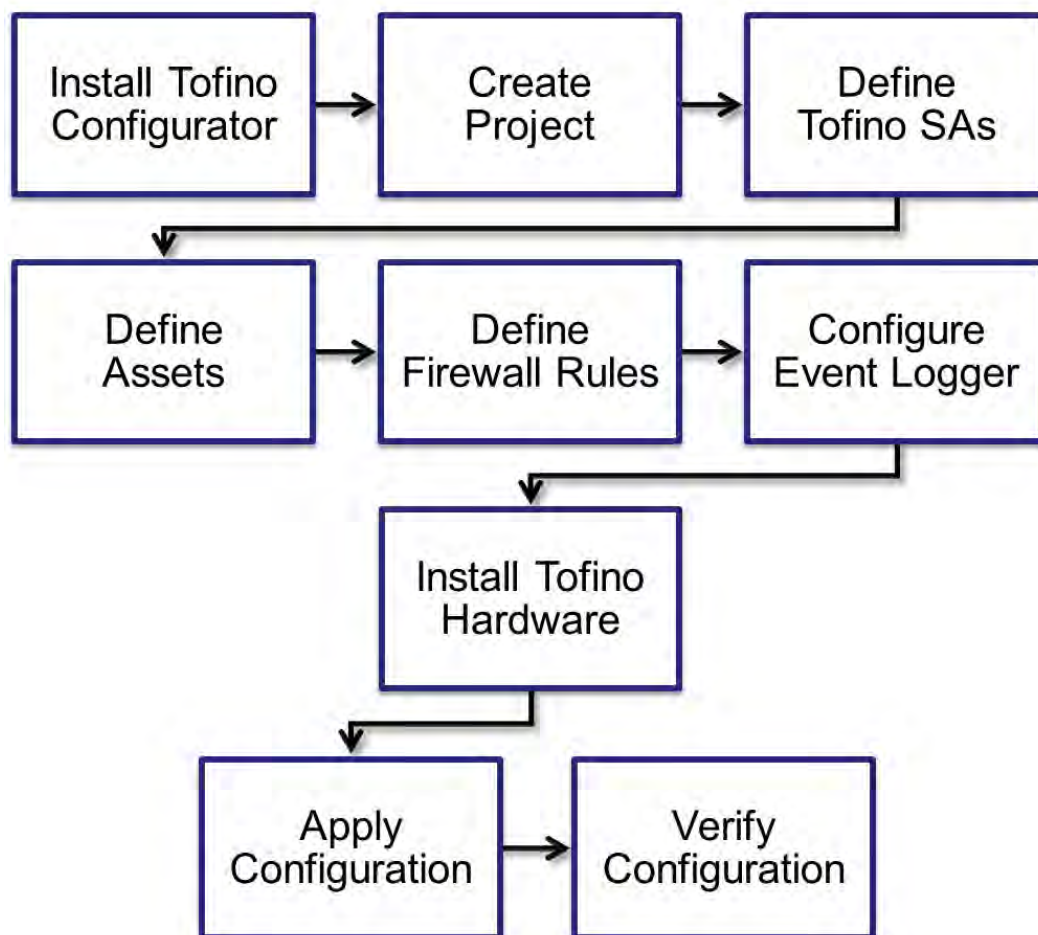 Install Tofino
Configurator
Create
Project
Define
Tofino SAs
Define
Assets
Define
Firewall Rules
Configure
Event Logger
Install Tofino
Hardware
Apply
Configuration
Verify
Configuration